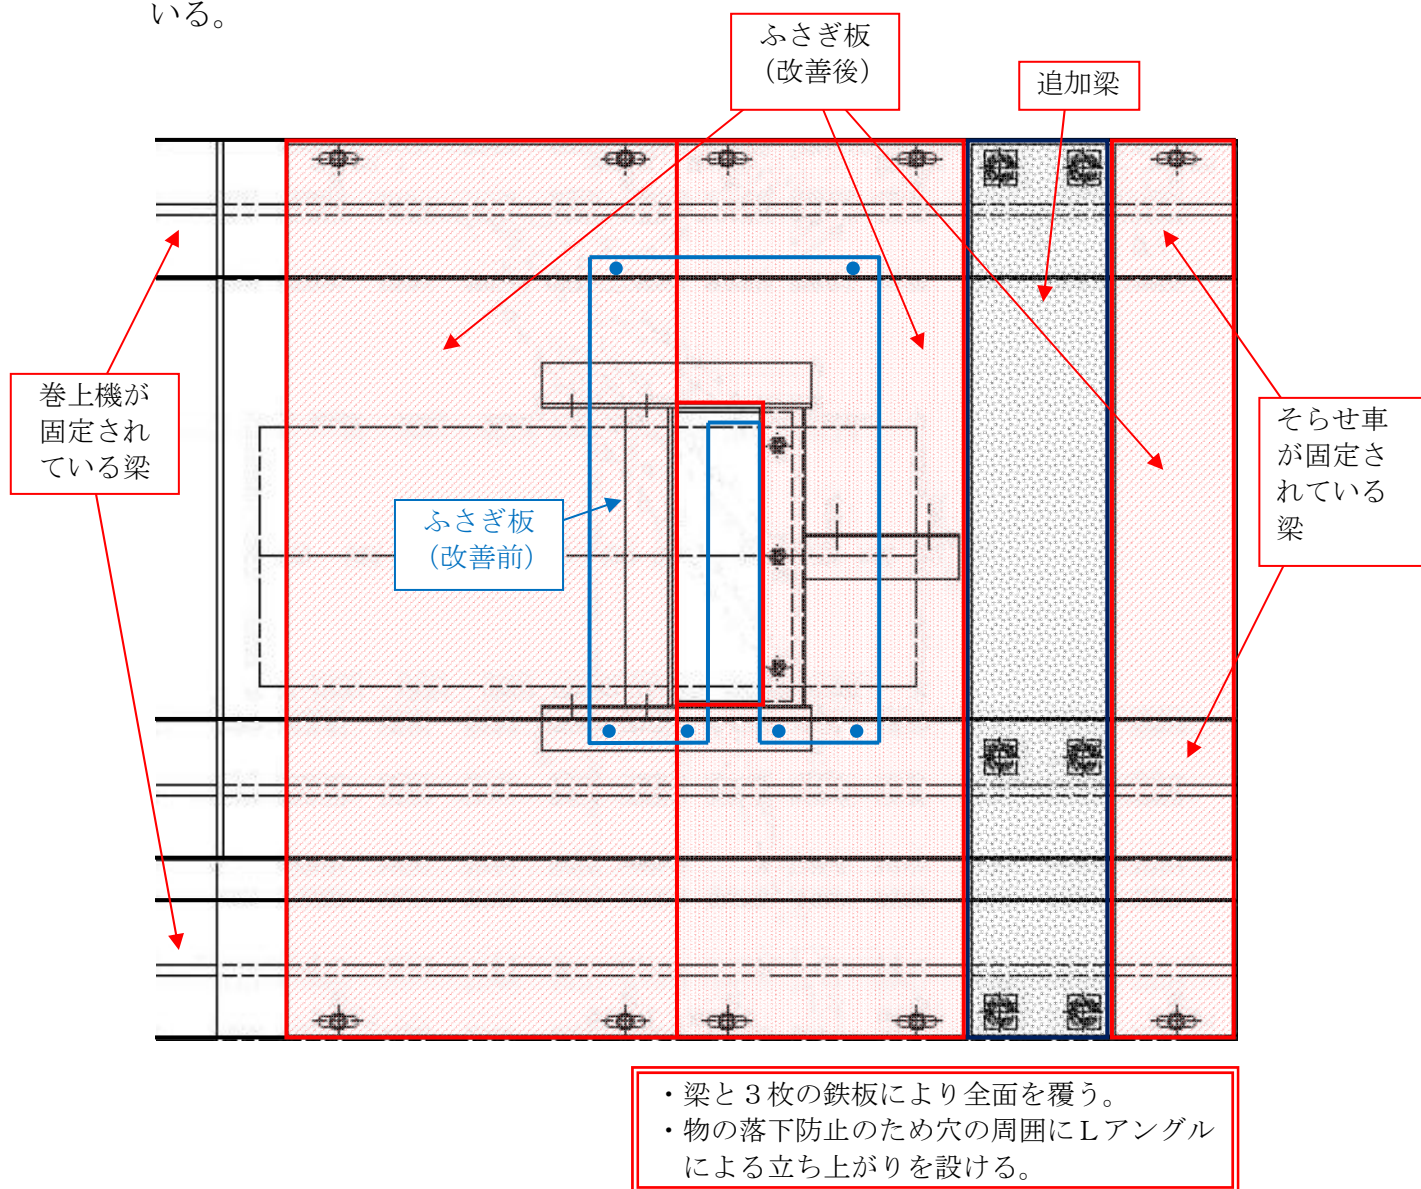 いる。
ふさぎ板
（改善後）
追加梁
巻上機が
固定され
ている梁
そらせ車
が固定さ
れている
梁
ふさぎ板
（改善前）
・梁と３枚の鉄板により全面を覆う。
・物の落下防止のため穴の周囲にＬアングル
による立ち上がりを設ける。